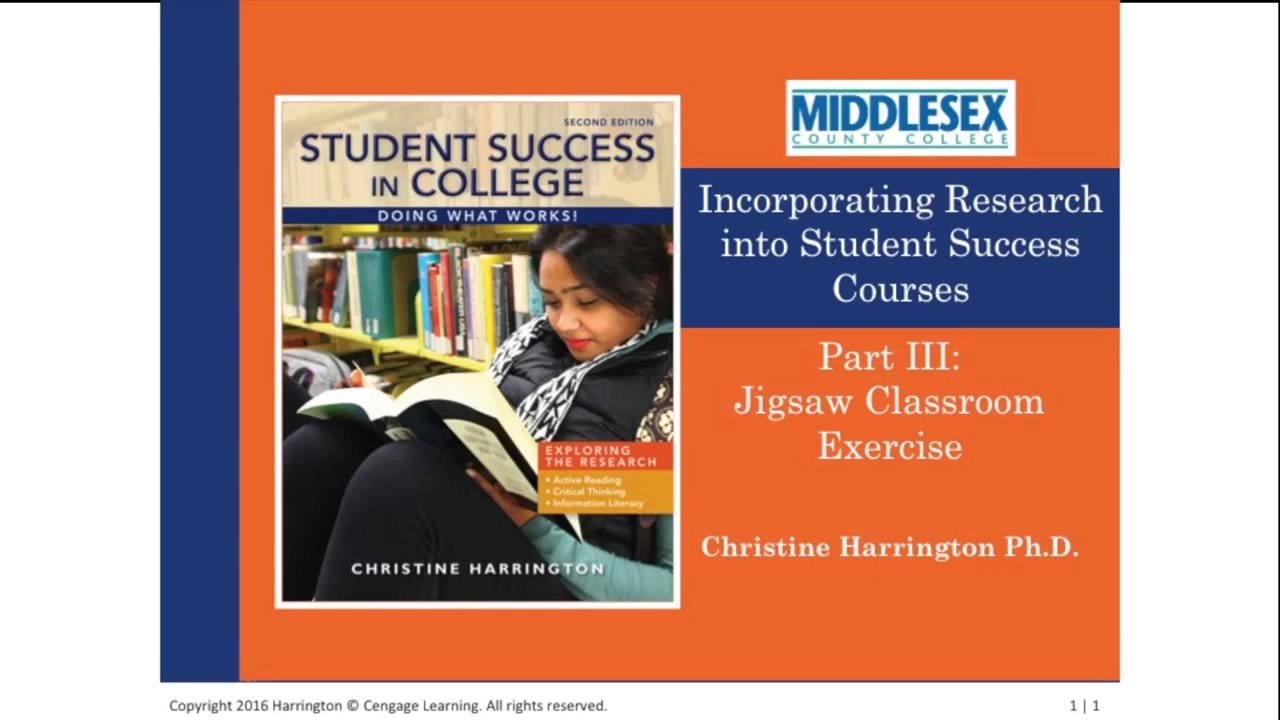 SECOND EDITION
STUDENT SUCCESS
IN COLLEGE
DOING WHAT WORKS!
EXPLORING
THE RESEARCH
• Active Reading
• Critical Thinking
• Information Literacy
CHRISTINE HARRINGTON
MIDDLESEX
COUNTY COLLEGE
Incorporating Research
into Student Success
Courses
Part III:
Jigsaw Classroom
Exercise
Christine Harrington Ph.D.
Copyright 2016 Harrington © Cengage Learning. All rights reserved.
1 | 1